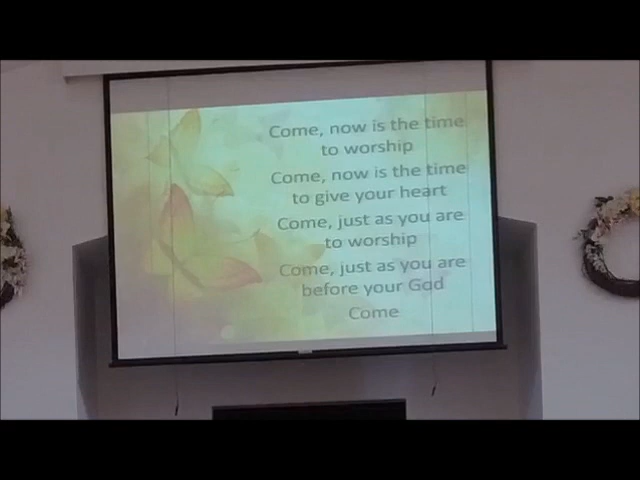 Come, now is the time
to worship
Come, now is the time
to give your heart
Come, just as you are
to worship
Come, just as you are
before your God
Come